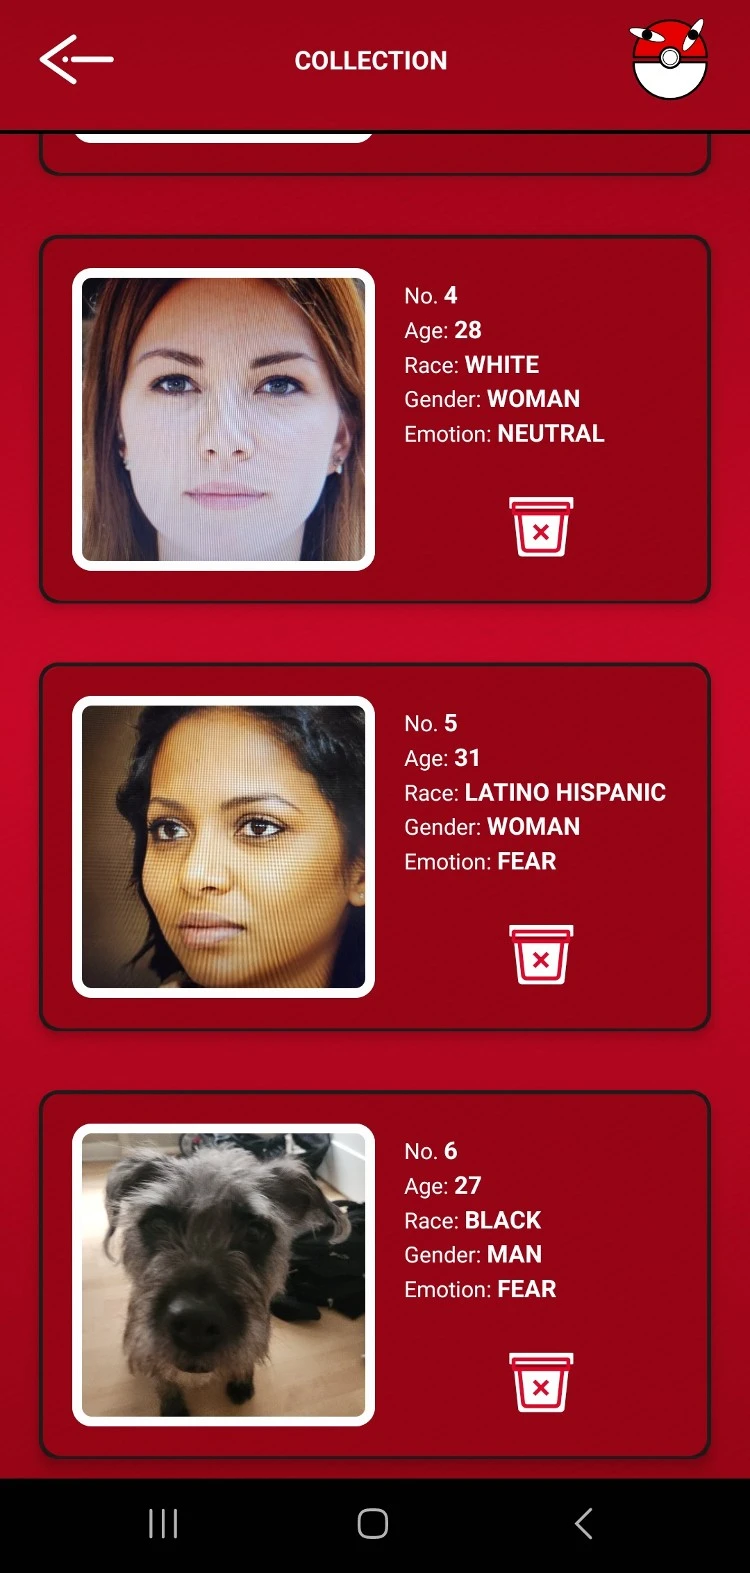 COLLECTION
No. 4
Age: 28
Race: WHITE
Gender: WOMAN
Emotion: NEUTRAL
No. 5
Age: 31
Race: LATINO HISPANIC
Gender: WOMAN
Emotion: FEAR
No. 6
Age: 27
Race: BLACK
Gender: MAN
Emotion: FEAR